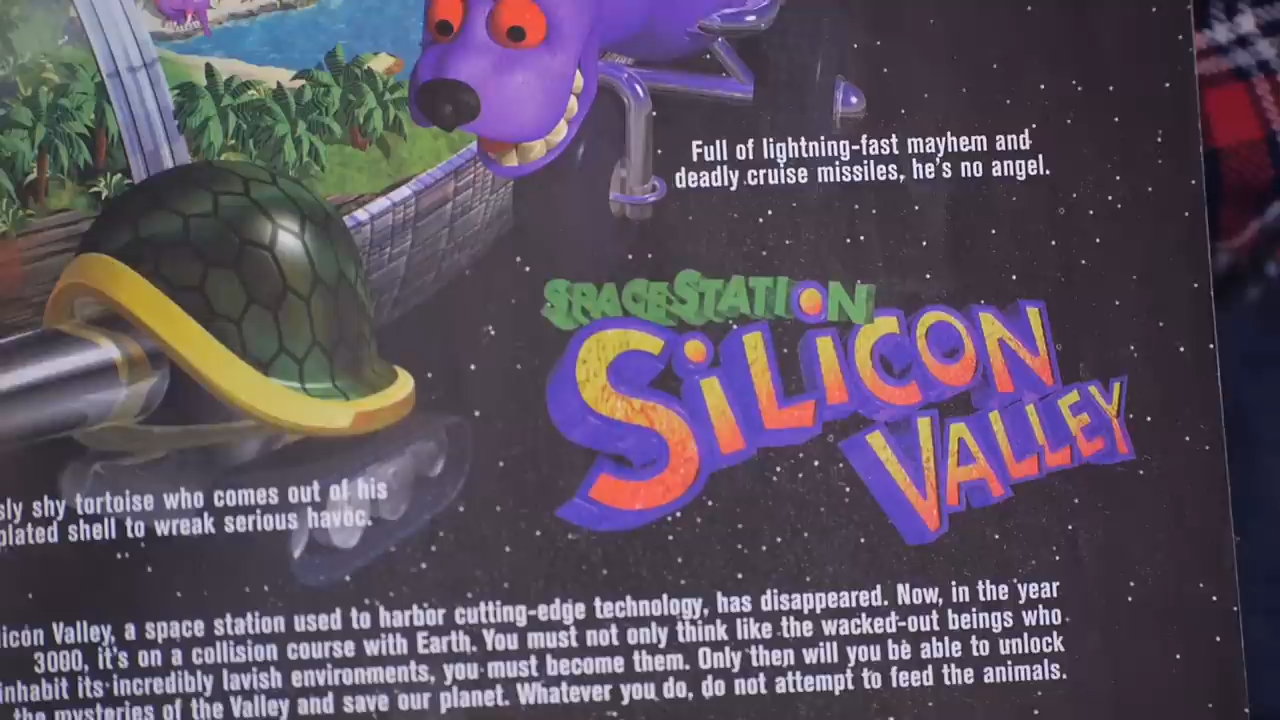 Full of lightning-fast mayhem and
deadly cruise missiles, he's no angel.
SPACESTATION
SiLiCON
VALLEY
sly shy tortoise who comes out of his
plated shell to wreak serious havoc.
licon Valley, a space station used to harbor cutting-edge technology, has disappeared. Now, in the year
3000, it's on a collision course with Earth. You must not only think like the wacked-out beings who
inhabit its incredibly lavish environments, you must become them. Only then will you be able to unlock
the mysteries of the Valley and save our planet. Whatever you do, do not attempt to feed the animals.